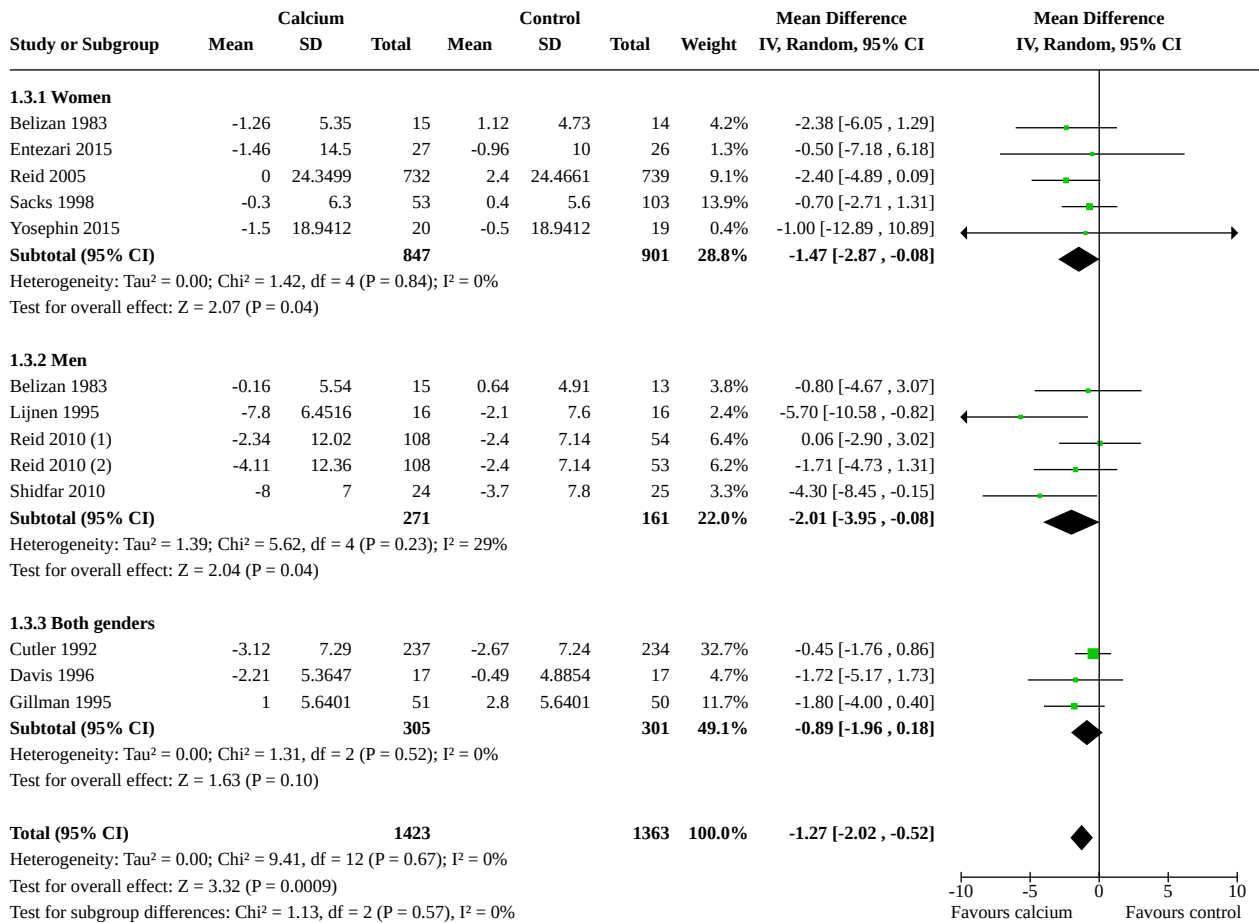 Calcium Control Mean Difference Mean Difference
Study or Subgroup Mean SD Total Mean SD Total Weight IV, Random, 95% CI IV, Random, 95% CI
1.3.1 Women
Belizan 1983 -1.26 5.35 15 1.12 4.73 14 4.2% -2.38 [-6.05 , 1.29]
Entezari 2015 -1.46 14.5 27 -0.96 10 26 1.3% -0.50 [-7.18 , 6.18]
Reid 2005 0 24.3499 732 2.4 24.4661 739 9.1% -2.40 [-4.89 , 0.09]
Sacks 1998 -0.3 6.3 53 0.4 5.6 103 13.9% -0.70 [-2.71 , 1.31]
Yosephin 2015 -1.5 18.9412 20 -0.5 18.9412 19 0.4% -1.00 [-12.89 , 10.89]
Subtotal (95% CI) 847 901 28.8% -1.47 [-2.87 , -0.08]
Heterogeneity: Tau² = 0.00; Chi² = 1.42, df = 4 (P = 0.84); I² = 0%
Test for overall effect: Z = 2.07 (P = 0.04)
1.3.2 Men
Belizan 1983 -0.16 5.54 15 0.64 4.91 13 3.8% -0.80 [-4.67 , 3.07]
Lijnen 1995 -7.8 6.4516 16 -2.1 7.6 16 2.4% -5.70 [-10.58 , -0.82]
Reid 2010 (1) -2.34 12.02 108 -2.4 7.14 54 6.4% 0.06 [-2.90 , 3.02]
Reid 2010 (2) -4.11 12.36 108 -2.4 7.14 53 6.2% -1.71 [-4.73 , 1.31]
Shidfar 2010 -8 7 24 -3.7 7.8 25 3.3% -4.30 [-8.45 , -0.15]
Subtotal (95% CI) 271 161 22.0% -2.01 [-3.95 , -0.08]
Heterogeneity: Tau² = 1.39; Chi² = 5.62, df = 4 (P = 0.23); I² = 29%
Test for overall effect: Z = 2.04 (P = 0.04)
1.3.3 Both genders
Cutler 1992 -3.12 7.29 237 -2.67 7.24 234 32.7% -0.45 [-1.76 , 0.86]
Davis 1996 -2.21 5.3647 17 -0.49 4.8854 17 4.7% -1.72 [-5.17 , 1.73]
Gillman 1995 1 5.6401 51 2.8 5.6401 50 11.7% -1.80 [-4.00 , 0.40]
Subtotal (95% CI) 305 301 49.1% -0.89 [-1.96 , 0.18]
Heterogeneity: Tau² = 0.00; Chi² = 1.31, df = 2 (P = 0.52); I² = 0%
Test for overall effect: Z = 1.63 (P = 0.10)
Total (95% CI) 1423 1363 100.0% -1.27 [-2.02 , -0.52]
Heterogeneity: Tau² = 0.00; Chi² = 9.41, df = 12 (P = 0.67); I² = 0%
Test for overall effect: Z = 3.32 (P = 0.0009)
-10 -5 0 5 10
Test for subgroup differences: Chi² = 1.13, df = 2 (P = 0.57), I² = 0%
Favours calcium Favours control